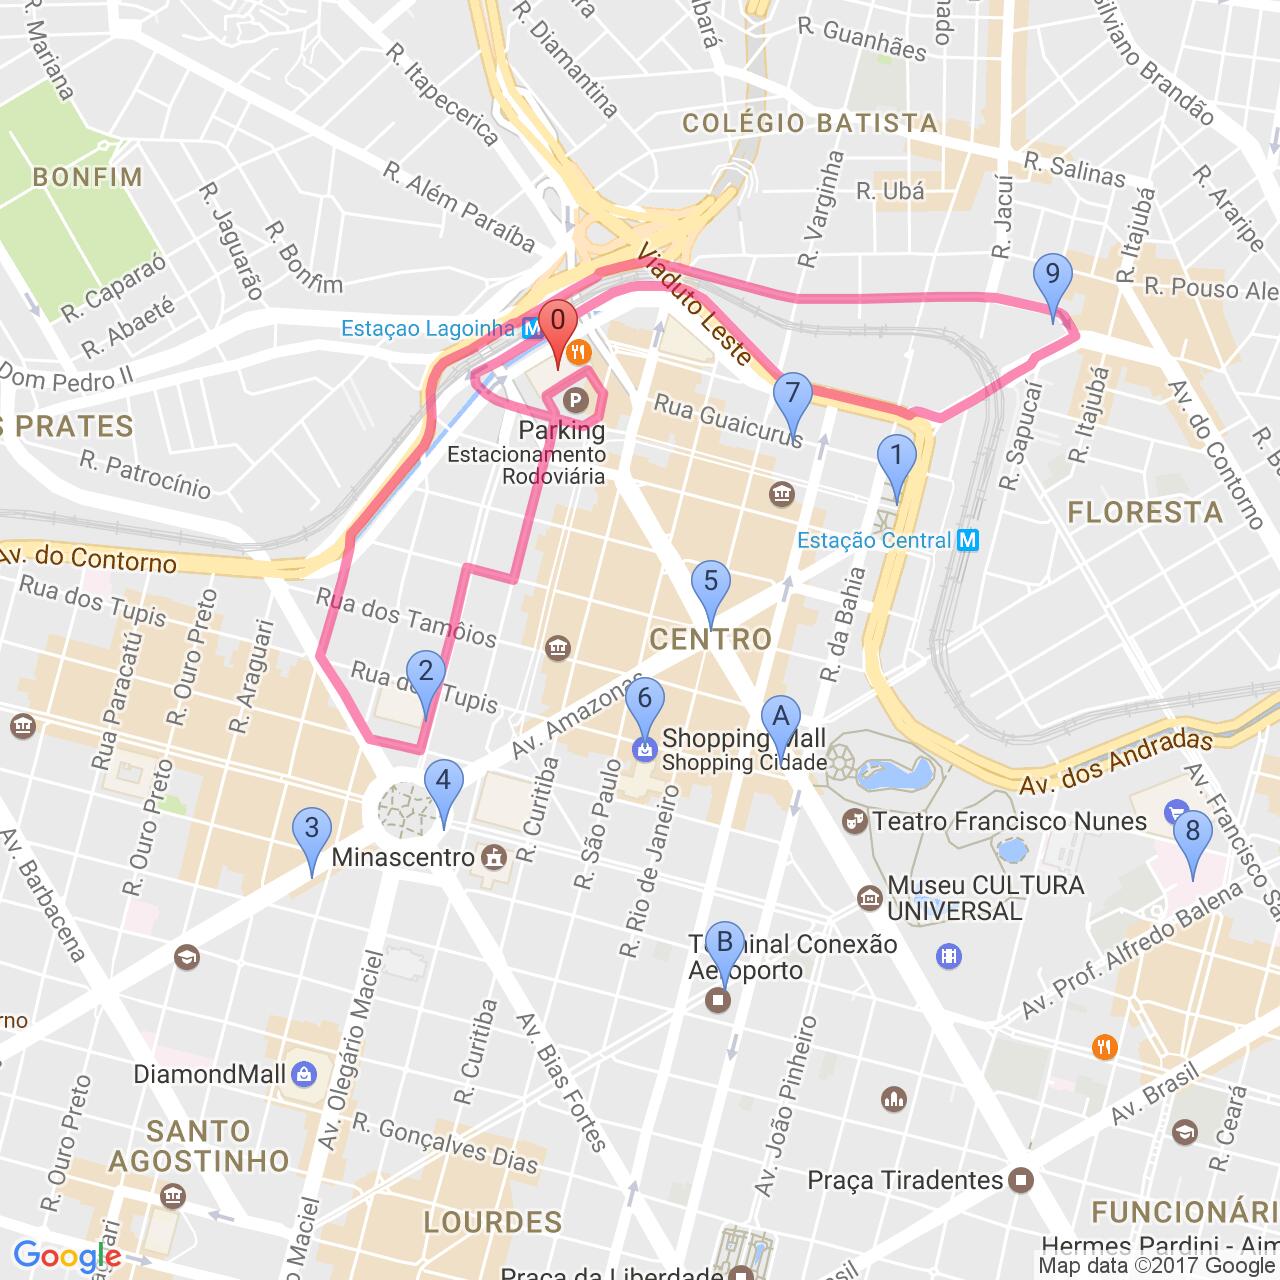 R. Mariana
R. Itapecerica
R. Diamantina
R. Guanhães
Silviano Brandão
COLÉGIO BATISTA
BONFIM
R. Além Paraíba
R. Jaguarão
R. Bonfim
R. Varginha
R. Ubá
R. Salinas
R. Jacuí
R. Itajubá
R. Araripe
R. Caparaó
R. Abaeté
Viaduto Leste
9
R. Pouso Ale
Estaçao Lagoinha
M
0
Dom Pedro II
7
Rua Guaicurus
P
Parking
Estacionamento
Rodoviária
S PRATES
R. Patrocínio
R. Sapucaí
R. Itajubá
Av. do Contorno
1
FLORESTA
Estação Central
M
Av. do Contorno
Rua dos Tupis
Rua dos Tamôios
5
CENTRO
R. da Bahia
R. Ouro Preto
Rua Paracatú
R. Araguari
2
Tupis
6
A
Av. Amazonas
Shopping Mall
Shopping Cidade
Av. dos Andradas
4
3
R. Ouro Preto
Av. Barbacena
Minascentro
R. Curitiba
R. São Paulo
R. Rio de Janeiro
Teatro Francisco Nunes
8
Av. Francisco Sa
Museu CULTURA
UNIVERSAL
Av. Prof. Alfredo Balena
B
Conexão
Aeroporto
rno
Av. Olegário Maciel
R. Curitiba
Av. Bias Fortes
Av. João Pinheiro
DiamondMall
Av. Brasil
R. Ceará
R. Ouro Preto
SANTO
AGOSTINHO
R. Gonçalves Dias
Praça Tiradentes
LOURDES
FUNCIONÁRI
Maciel
Hermes Pardini - Aim
Praça da Liberdade
Google
Map data ©2017 Google